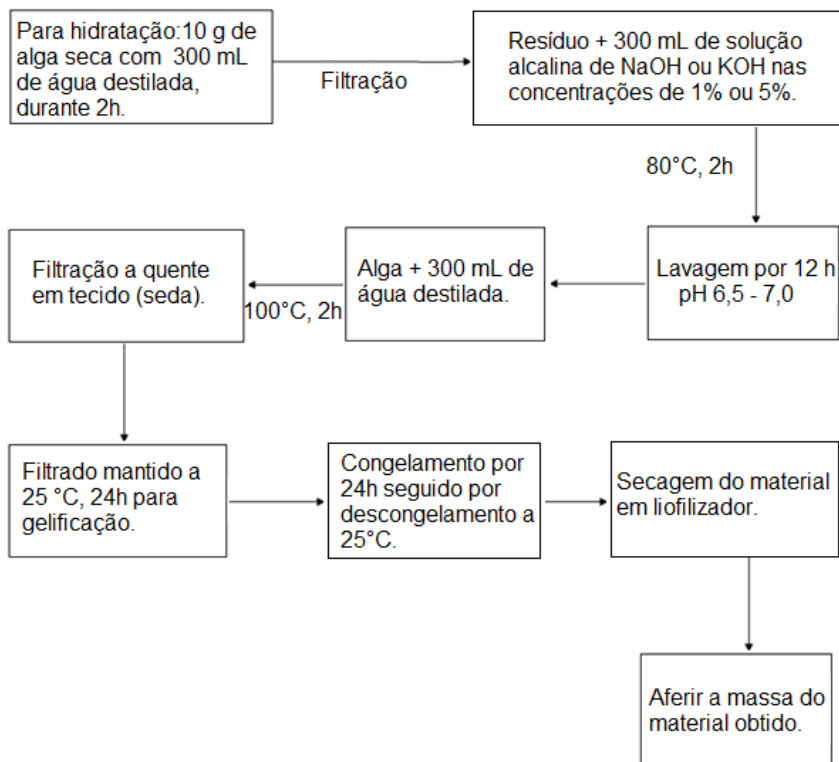 Para hidratação:10 g de
alga seca com  300 mL
de água destilada,
durante 2h.
Filtração
Resíduo + 300 mL de solução
alcalina de NaOH ou KOH nas
concentrações de 1% ou 5%.
80°C, 2h
Lavagem por 12 h
pH 6,5 - 7,0
Alga + 300 mL de
água destilada.
100°C, 2h
Filtração a quente
em tecido (seda).
Filtrado mantido a
25 °C, 24h para
gelificação.
Congelamento por
24h seguido por
descongelamento a
25°C.
Secagem do material
em liofilizador.
Aferir a massa do
material obtido.